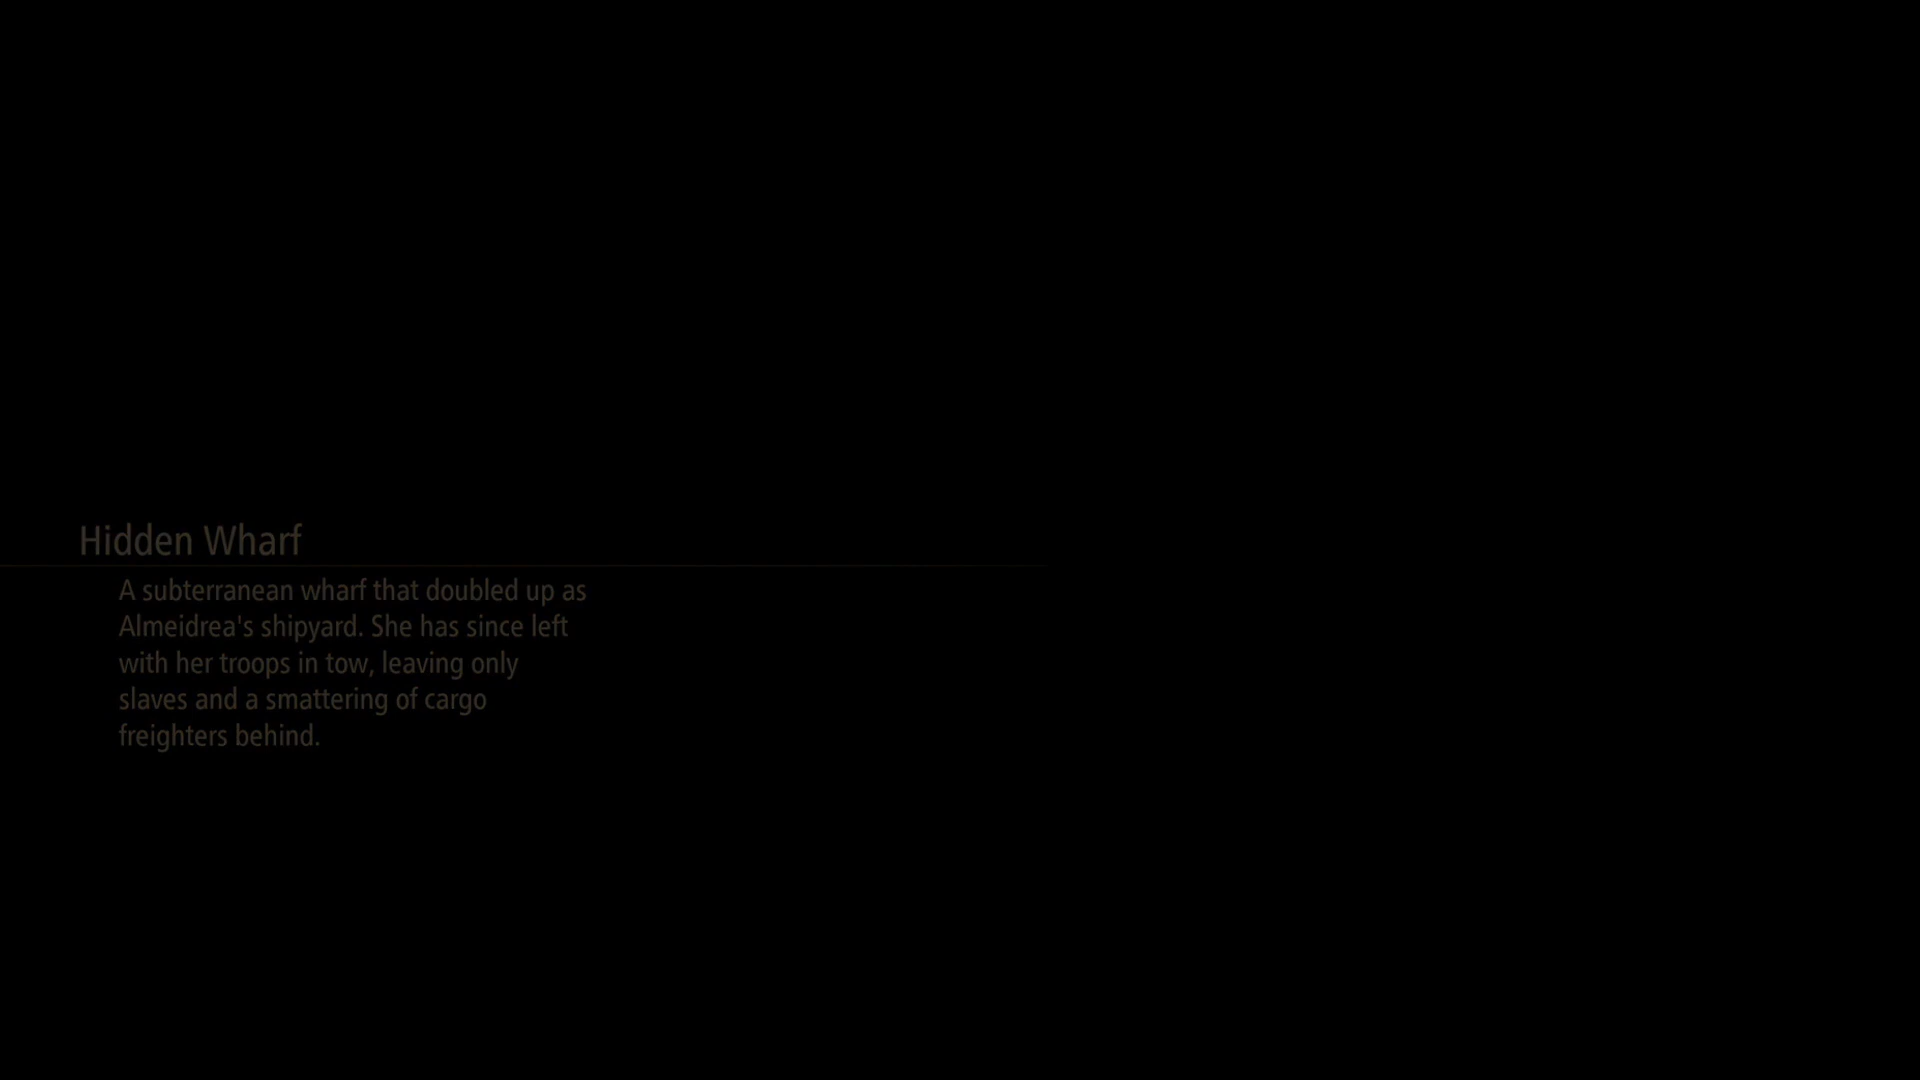 Hidden Wharf
A subterranean wharf that doubled up as
Almeidrea's shipyard. She has since left
with her troops in tow, leaving only
slaves and a smattering of cargo
freighters behind.